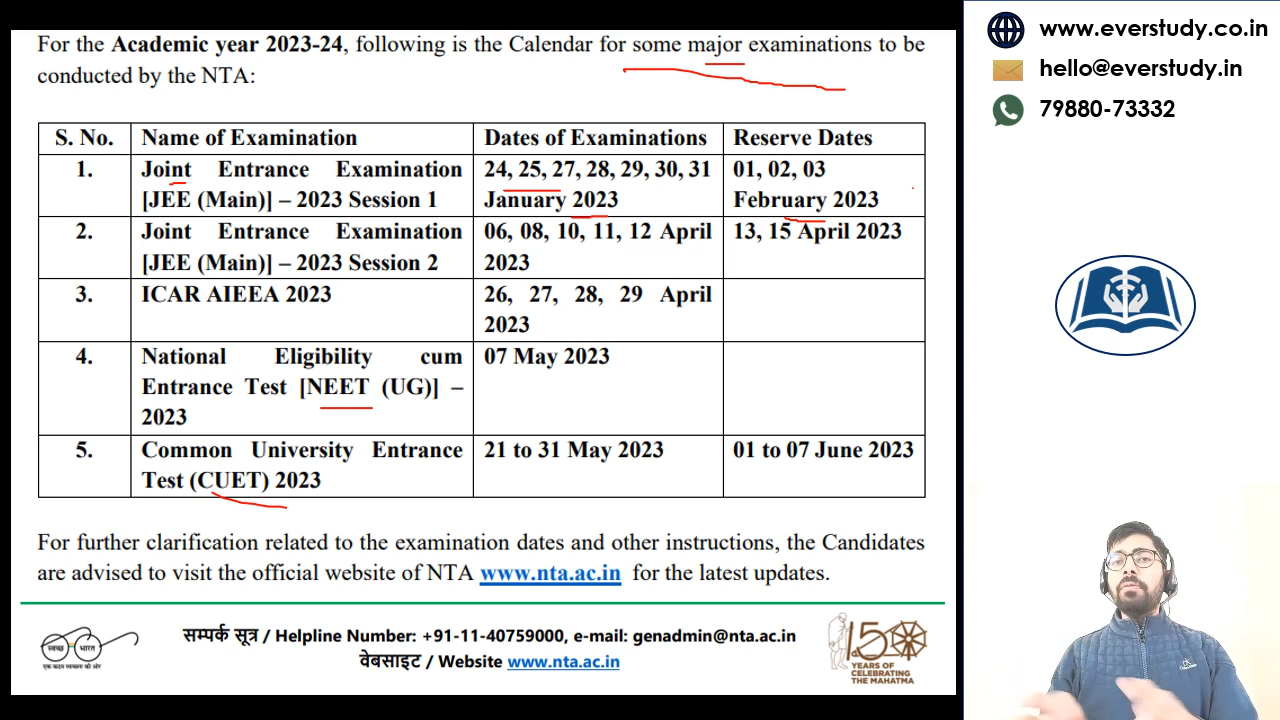 For the Academic year 2023-24, following is the Calendar for some major examinations to be
conducted by the NTA:
S. No. Name of Examination Dates of Examinations Reserve Dates
1. Joint Entrance Examination 24, 25, 27, 28, 29, 30, 31 01, 02, 03
[JEE (Main)] – 2023 Session 1 January 2023 February 2023
2. Joint Entrance Examination 06, 08, 10, 11, 12 April 13, 15 April 2023
[JEE (Main)] – 2023 Session 2 2023
3. ICAR AIEEA 2023 26, 27, 28, 29 April
2023
4. National Eligibility cum 07 May 2023
Entrance Test [NEET (UG)] –
2023
5. Common University Entrance 21 to 31 May 2023 01 to 07 June 2023
Test (CUET) 2023
For further clarification related to the examination dates and other instructions, the Candidates
are advised to visit the official website of NTA www.nta.ac.in for the latest updates.
स्वच्छ भारत
एक कदम स्वच्छता की ओर
सम्पर्क सूत्र / Helpline Number: +91-11-40759000, e-mail: genadmin@nta.ac.in
वेबसाइट / Website www.nta.ac.in
150
YEARS OF
CELEBRATING
THE MAHATMA
www.everstudy.co.in
hello@everstudy.co.in
79880-73332